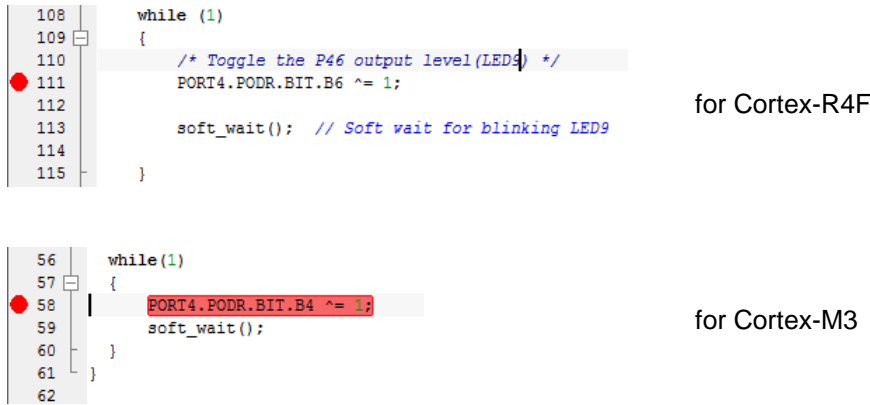 108 while (1)
109 {
110 /* Toggle the P46 output level(LED9) */
111 PORT4.PODR.BIT.B6 ^= 1;
112
113 soft_wait(); // Soft wait for blinking LED9
114
115 }
for Cortex-R4F
56 while(1)
57 {
58 PORT4.PODR.BIT.B4 ^= 1;
59 soft_wait();
60 }
61 }
62
for Cortex-M3